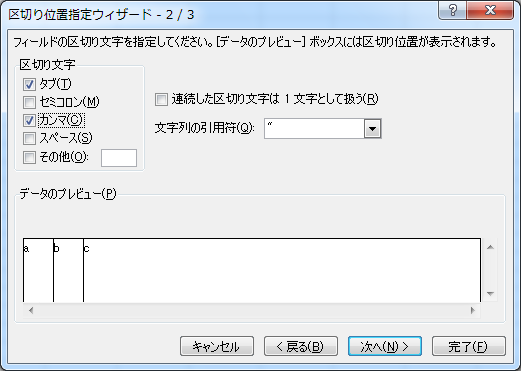 区切り位置指定ウィザード - 2 / 3
フィールドの区切り文字を指定してください。[データのプレビュー] ボックスには区切り位置が表示されます。
区切り文字
タブ(T)
セミコロン(M)
カンマ(C)
スペース(S)
その他(O):
連続した区切り文字は 1 文字として扱う(R)
文字列の引用符(Q): "
データのプレビュー(P)
a b c
キャンセル < 戻る(B) 次へ(N) > 完了(F)